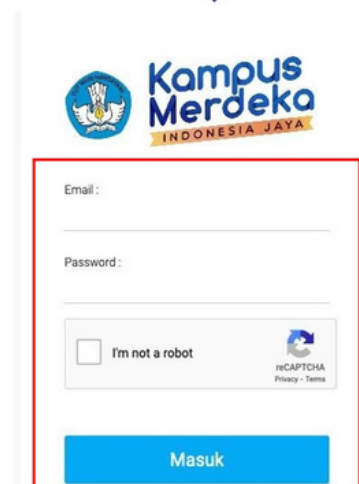 Kampus
Merdeka
INDONESIA JAYA
Email :
Password :
I'm not a robot
reCAPTCHA
Privacy - Terms
Masuk